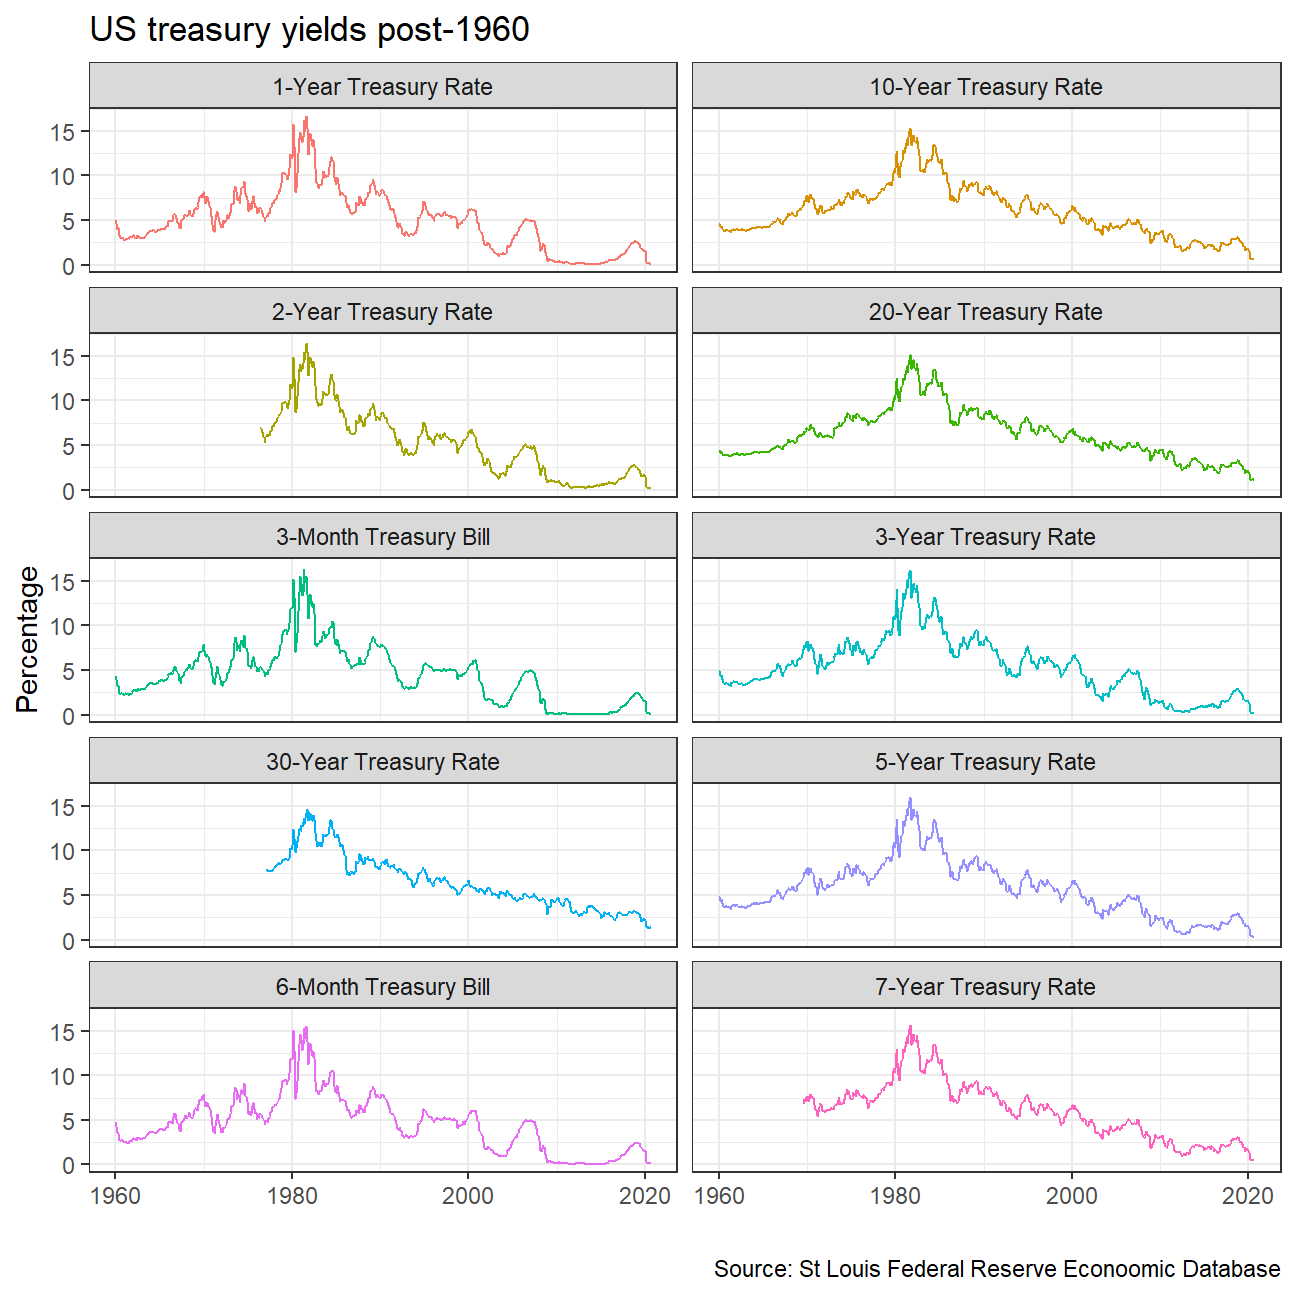 US treasury yields post-1960
1-Year Treasury Rate
10-Year Treasury Rate
15
10
5
0
2-Year Treasury Rate
20-Year Treasury Rate
15
10
5
0
3-Month Treasury Bill
3-Year Treasury Rate
Percentage
15
10
5
0
30-Year Treasury Rate
5-Year Treasury Rate
15
10
5
0
6-Month Treasury Bill
7-Year Treasury Rate
15
10
5
0
1960 1980 2000 2020 1960 1980 2000 2020
Source: St Louis Federal Reserve Econoomic Database